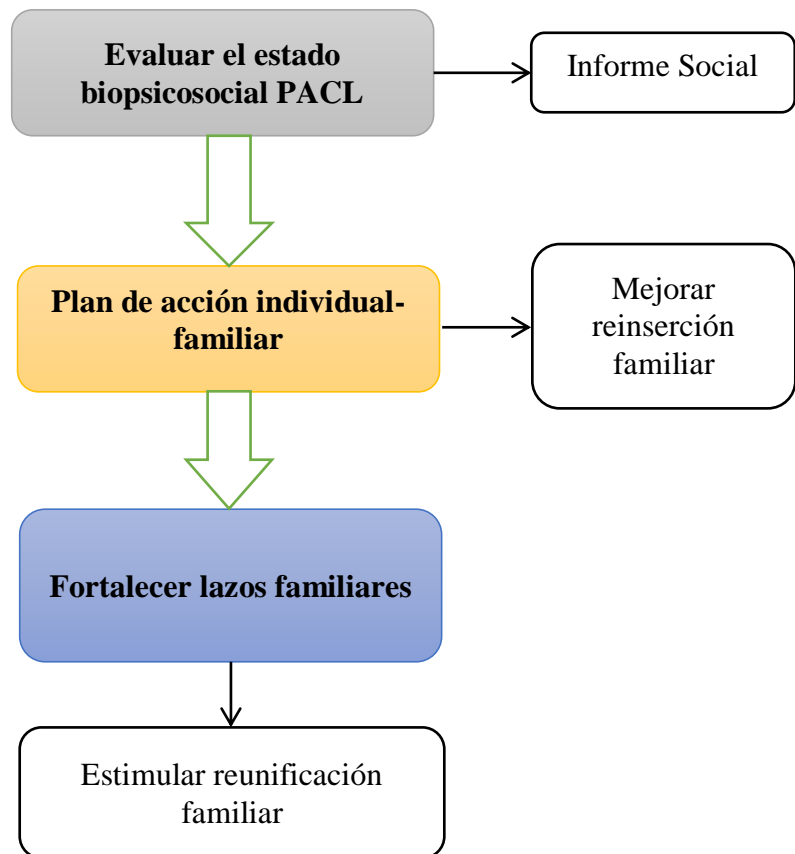 Evaluar el estado
biopsicosocial PACL
Informe Social
Plan de acción individual-
familiar
Mejorar
reinserción
familiar
Fortalecer lazos familiares
Estimular reunificación
familiar